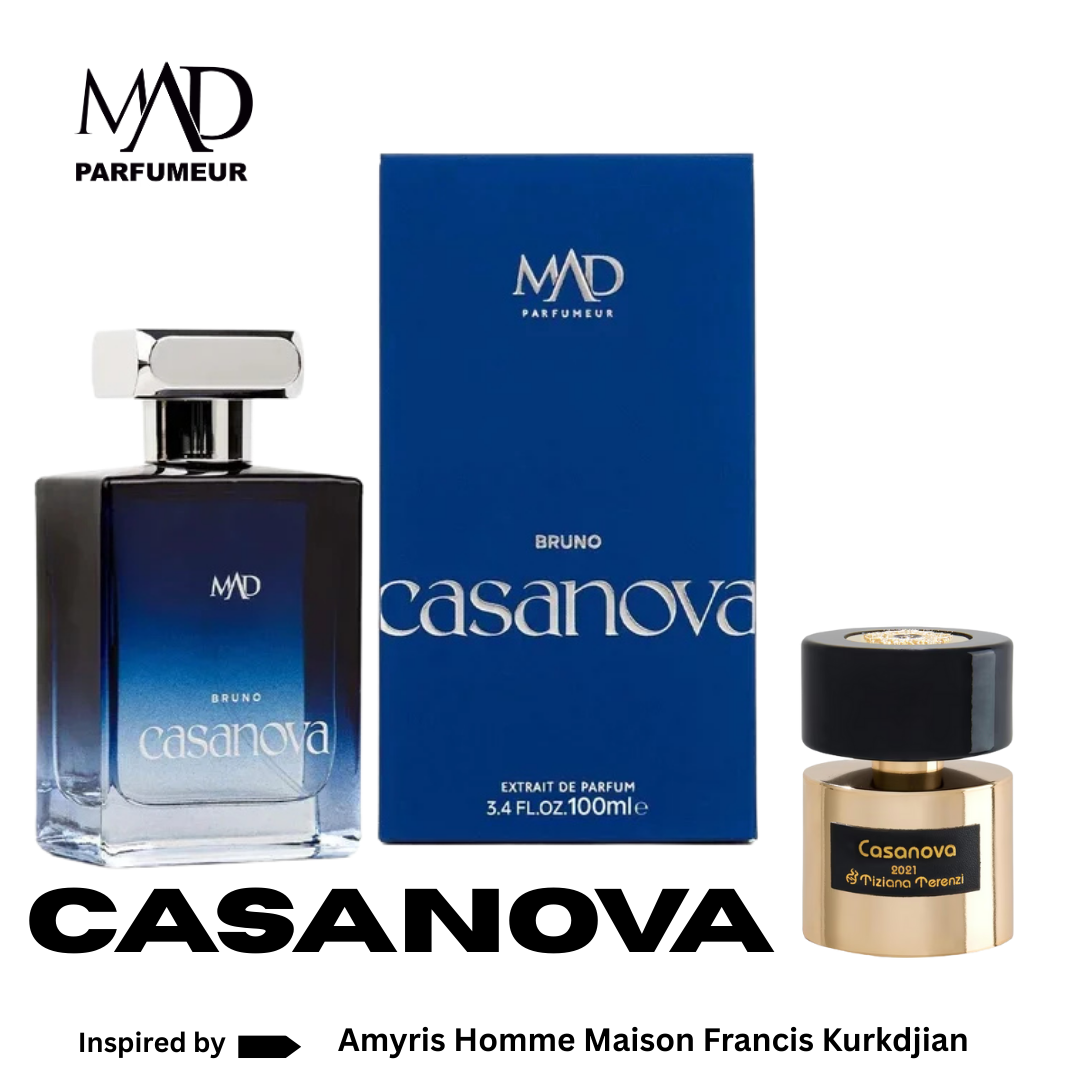 MAD
PARFUMEUR
MAD
PARFUMEUR
BRUNO
casanova
EXTRAIT DE PARFUM
3.4 FL.OZ.100ml e
MAD
BRUNO
casanova
Casanova
2021
Tiziana Terenzi
CASANOVA
Inspired by Amyris Homme Maison Francis Kurkdjian